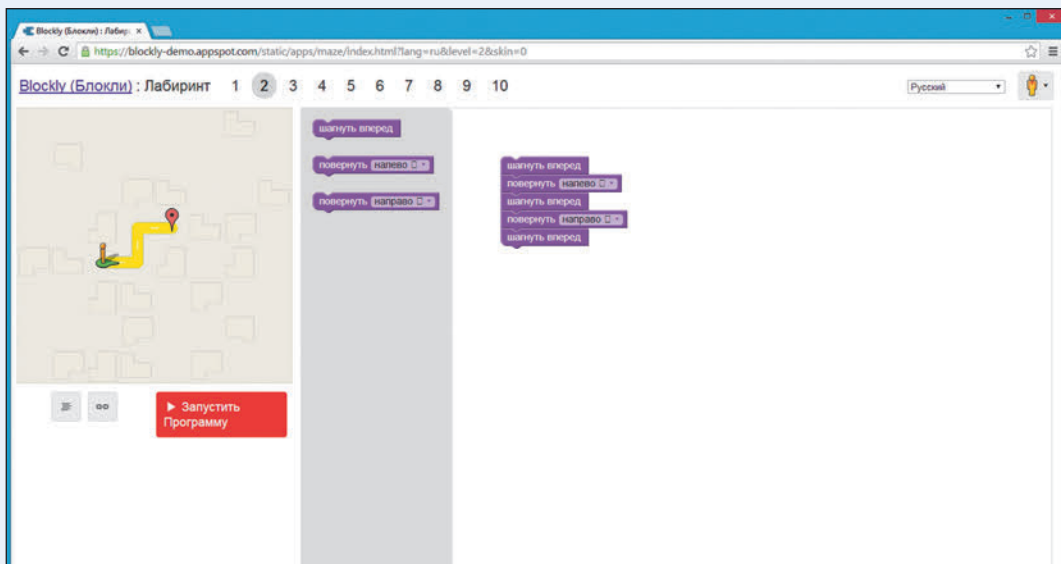 Blockly (Блокли) : Лабир
https://blockly-demo.appspot.com/static/apps/maze/index.html?lang=ru&level=2&skin=0
Blockly (Блокли) : Лабиринт 1 2 3 4 5 6 7 8 9 10
Русский
шагнуть вперед
повернуть налево
повернуть направо
шагнуть вперед
повернуть налево
шагнуть вперед
повернуть направо
шагнуть вперед
Запустить
Программу